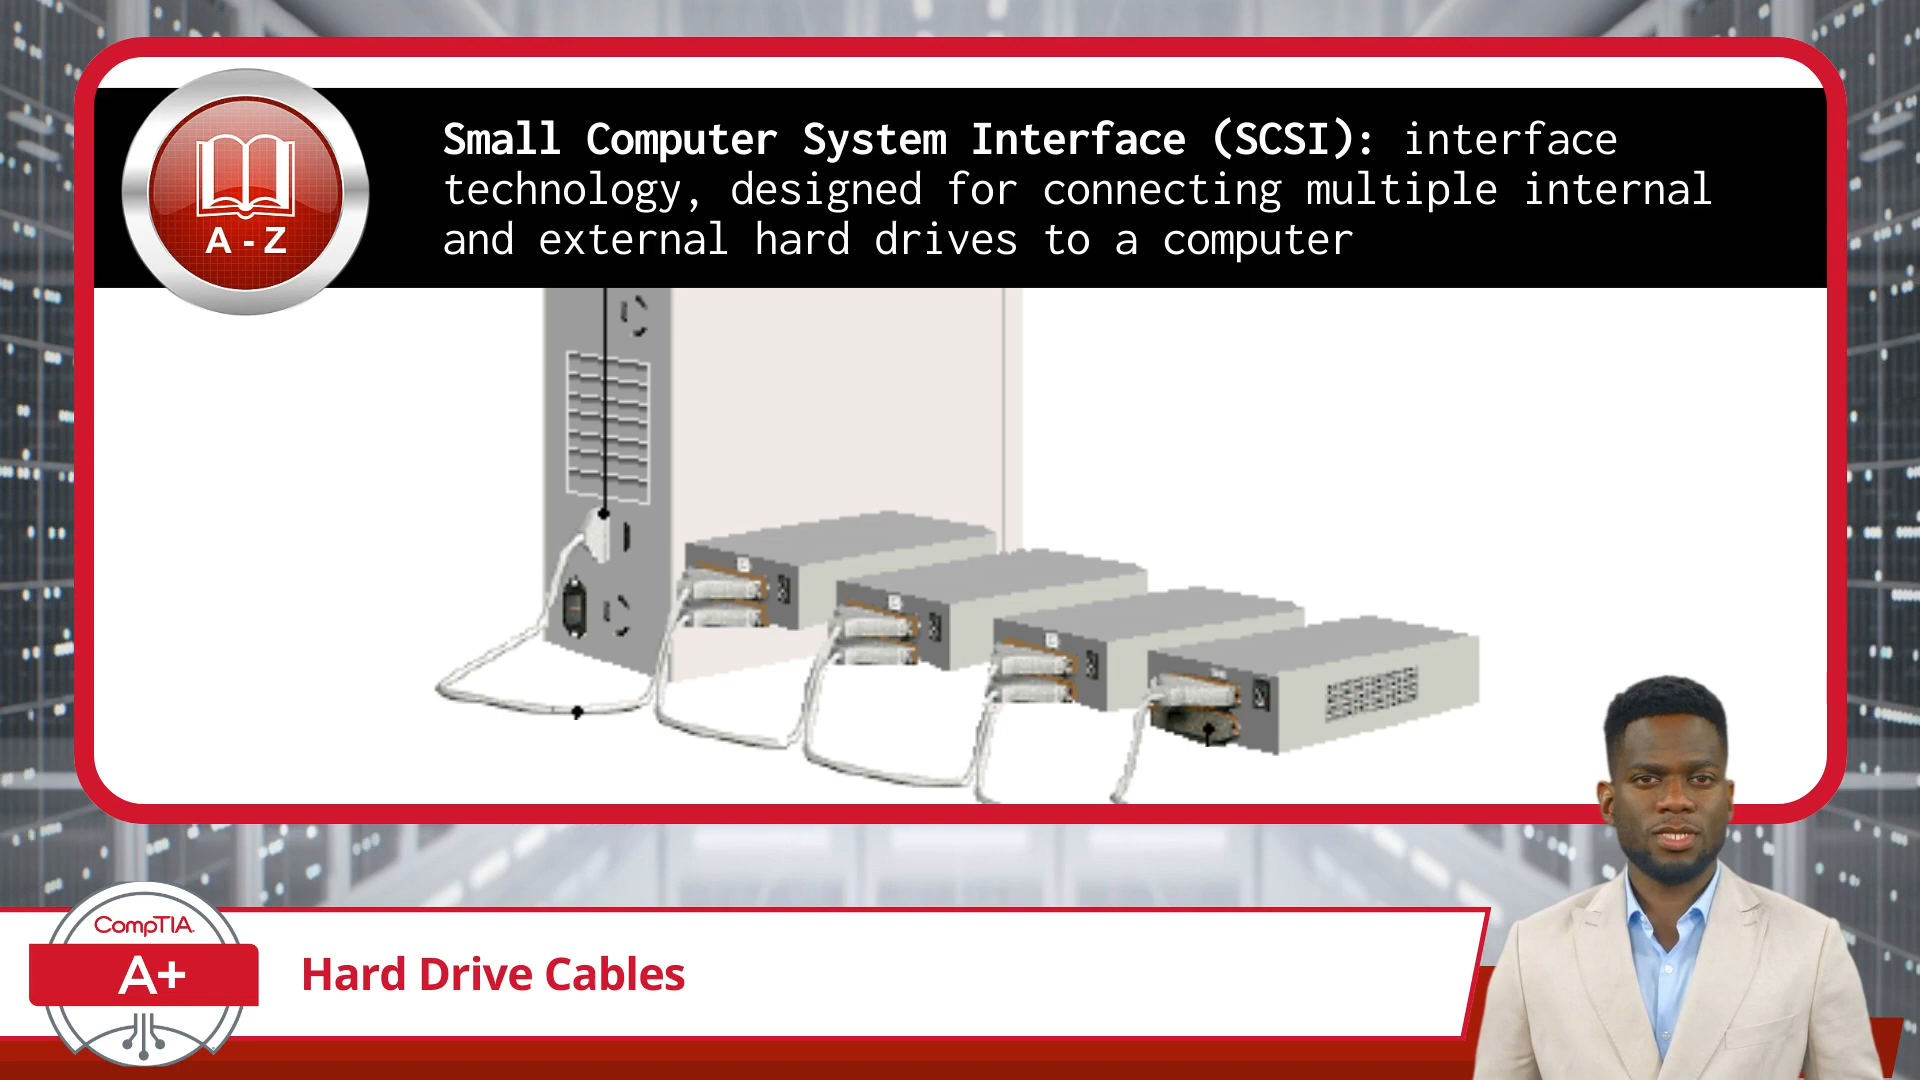 Small Computer System Interface (SCSI): interface
technology, designed for connecting multiple internal
and external hard drives to a computer
A - Z
CompTIA.
A+
Hard Drive Cables